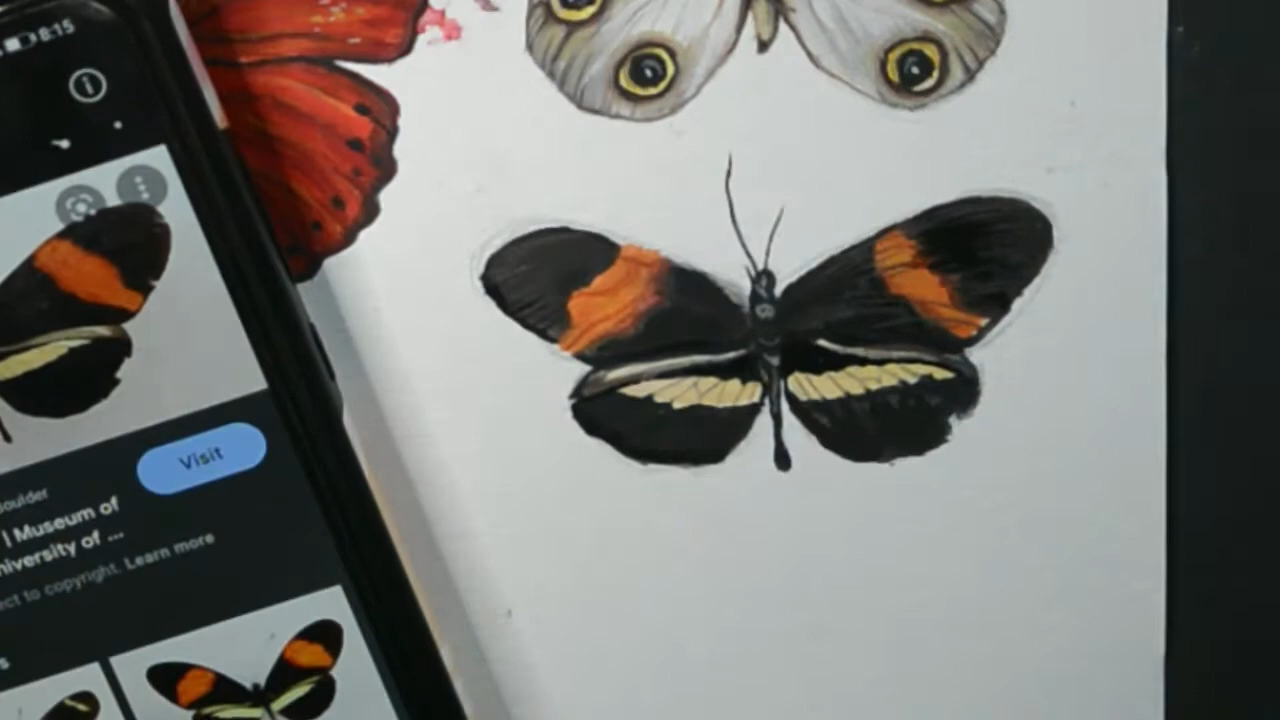 8:15
Visit
Boulder
| Museum of
niversity of ...
ect to copyright. Learn more
s